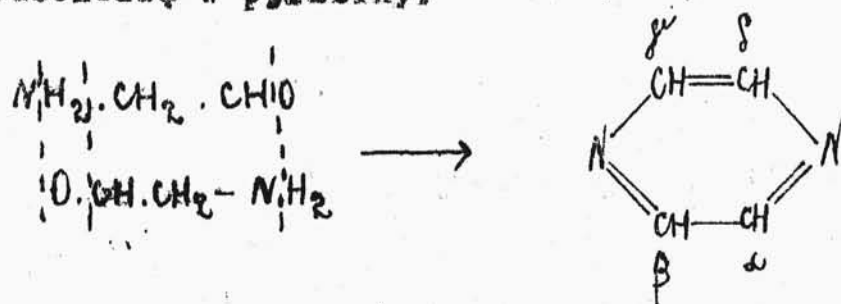 γ δ
NH₂.CH₂.CHO CH=CH
N N
O.CH.CH₂-NH₂ CH-CH
β α